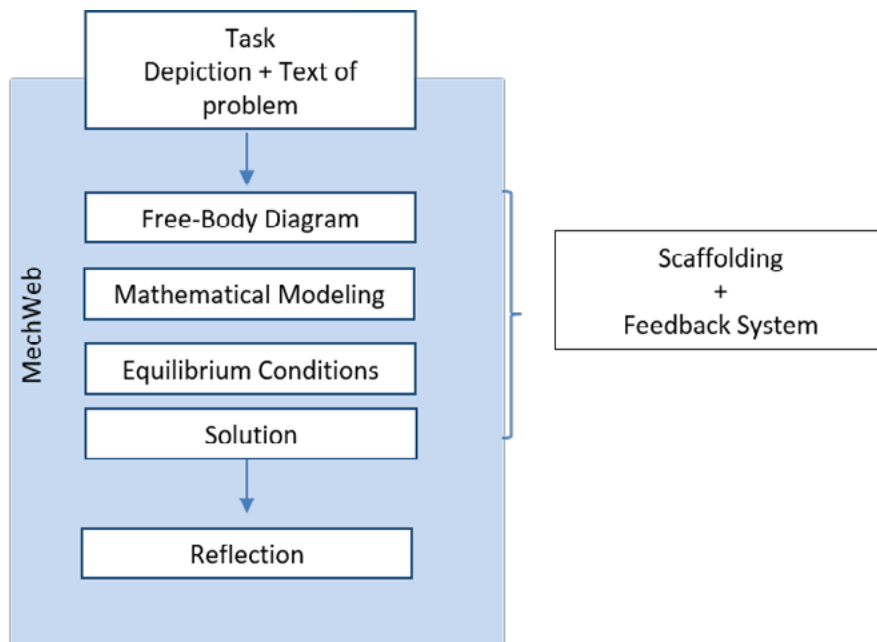 Task
Depiction + Text of
problem
Free-Body Diagram
Mathematical Modeling
Equilibrium Conditions
Solution
Reflection
MechWeb
Scaffolding
+
Feedback System